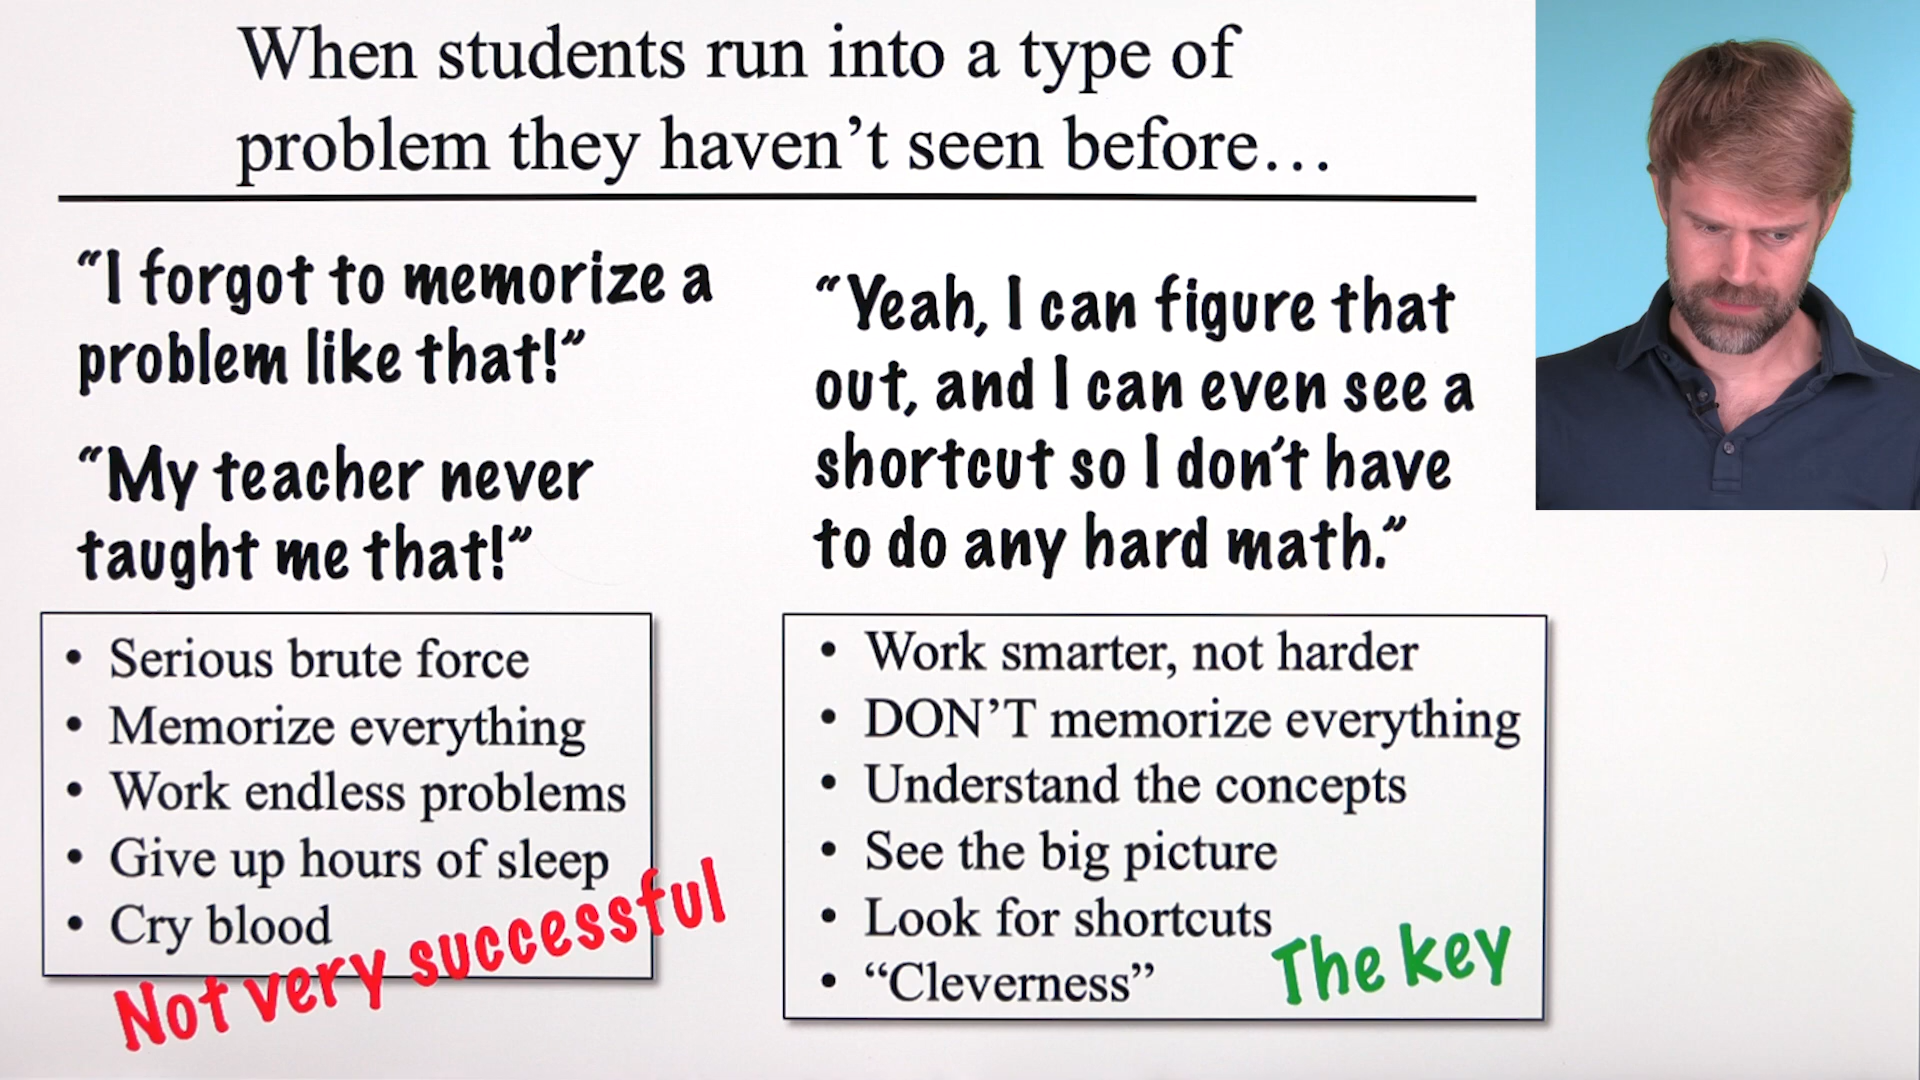 When students run into a type of
problem they haven’t seen before…
“I forgot to memorize a
problem like that!”
“My teacher never
taught me that!”
• Serious brute force
• Memorize everything
• Work endless problems
• Give up hours of sleep
• Cry blood
Not very successful
“Yeah, I can figure that
out, and I can even see a
shortcut so I don’t have
to do any hard math.”
• Work smarter, not harder
• DON’T memorize everything
• Understand the concepts
• See the big picture
• Look for shortcuts
• “Cleverness”
The key